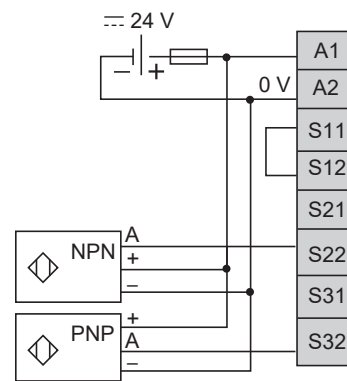 ⎓ 24 V
− +
0 V
A1
A2
S11
S12
S21
S22
S31
S32
NPN
A
+
−
PNP
+
A
−